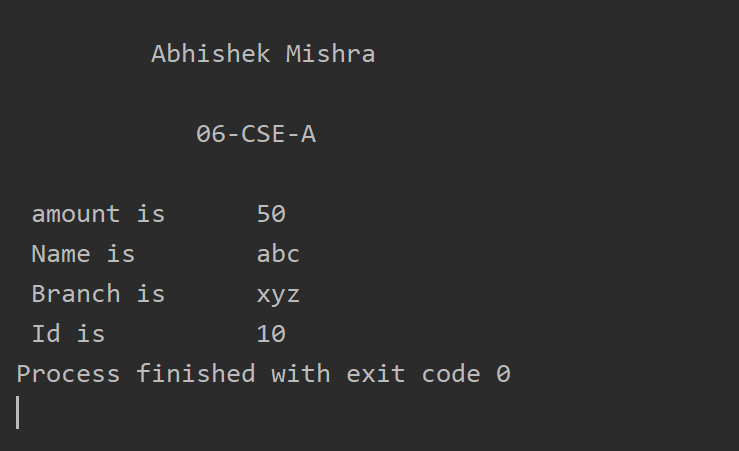 Abhishek Mishra
06-CSE-A
amount is 50
Name is abc
Branch is xyz
Id is 10
Process finished with exit code 0